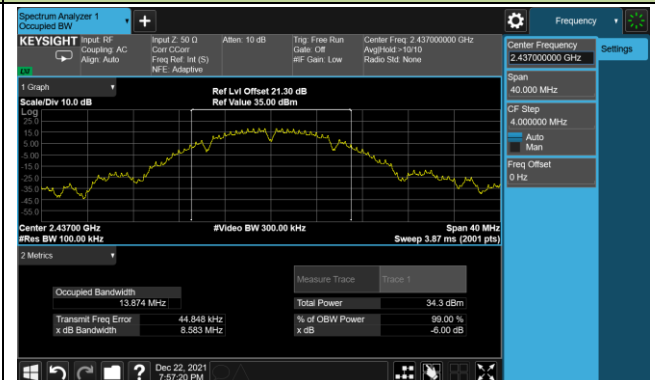 Spectrum Analyzer 1
Occupied BW
Frequency
KEYSIGHT
Input: RF
Coupling: AC
Align: Auto
Input Z: 50 Ω
Corr CCorr
Freq Ref: Int (S)
NFE: Adaptive
Atten: 10 dB
Trig: Free Run
Gate: Off
#IF Gain: Low
Center Freq: 2.437000000 GHz
Avg|Hold:>10/10
Radio Std: None
Center Frequency
2.437000000 GHz
Settings
Span
40.000 MHz
CF Step
4.000000 MHz
Auto
Man
Freq Offset
0 Hz
1 Graph
Scale/Div 10.0 dB
Ref Lvl Offset 21.30 dB
Ref Value 35.00 dBm
Log
25.0
15.0
5.00
-5.00
-15.0
-25.0
-35.0
-45.0
-55.0
Center 2.43700 GHz
#Res BW 100.00 kHz
#Video BW 300.00 kHz
Span 40 MHz
Sweep 3.87 ms (2001 pts)
2 Metrics
Measure Trace Trace 1
Occupied Bandwidth
13.874 MHz
Total Power 34.3 dBm
Transmit Freq Error 44.848 kHz
% of OBW Power 99.00 %
x dB Bandwidth 8.583 MHz
x dB -6.00 dB
?
Dec 22, 2021
7:57:20 PM